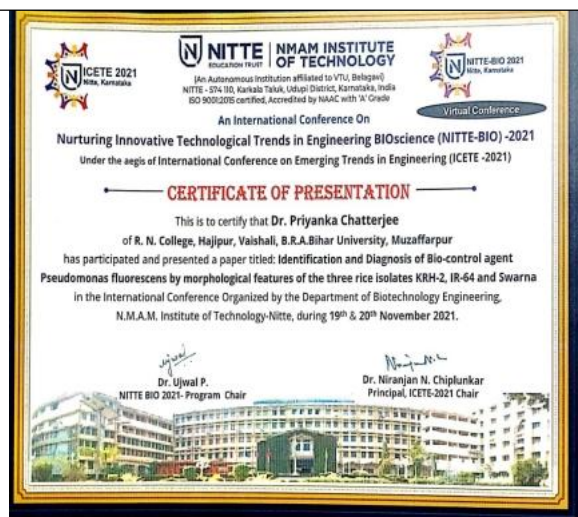 ICETE 2021
Nitte, Karnataka
NITTE
EDUCATION TRUST
NMAM INSTITUTE
OF TECHNOLOGY
(An Autonomous Institution affiliated to VTU, Belagavi)
NITTE - 574 110, Karkala Taluk, Udupi District, Karnataka, India
ISO 9001:2015 certified, Accredited by NAAC with 'A' Grade
NITTE-BIO 2021
Nitte, Karnataka
Virtual Conference
An International Conference On
Nurturing Innovative Technological Trends in Engineering BIOscience (NITTE-BIO) -2021
Under the aegis of International Conference on Emerging Trends in Engineering (ICETE -2021)
CERTIFICATE OF PRESENTATION
This is to certify that Dr. Priyanka Chatterjee
of R. N. College, Hajipur, Vaishali, B.R.A.Bihar University, Muzaffarpur
has participated and presented a paper titled: Identification and Diagnosis of Bio-control agent
Pseudomonas fluorescens by morphological features of the three rice isolates KRH-2, IR-64 and Swarna
in the International Conference Organized by the Department of Biotechnology Engineering,
N.M.A.M. Institute of Technology-Nitte, during 19th & 20th November 2021.
Dr. Ujwal P.
NITTE BIO 2021- Program Chair
Dr. Niranjan N. Chiplunkar
Principal, ICETE-2021 Chair